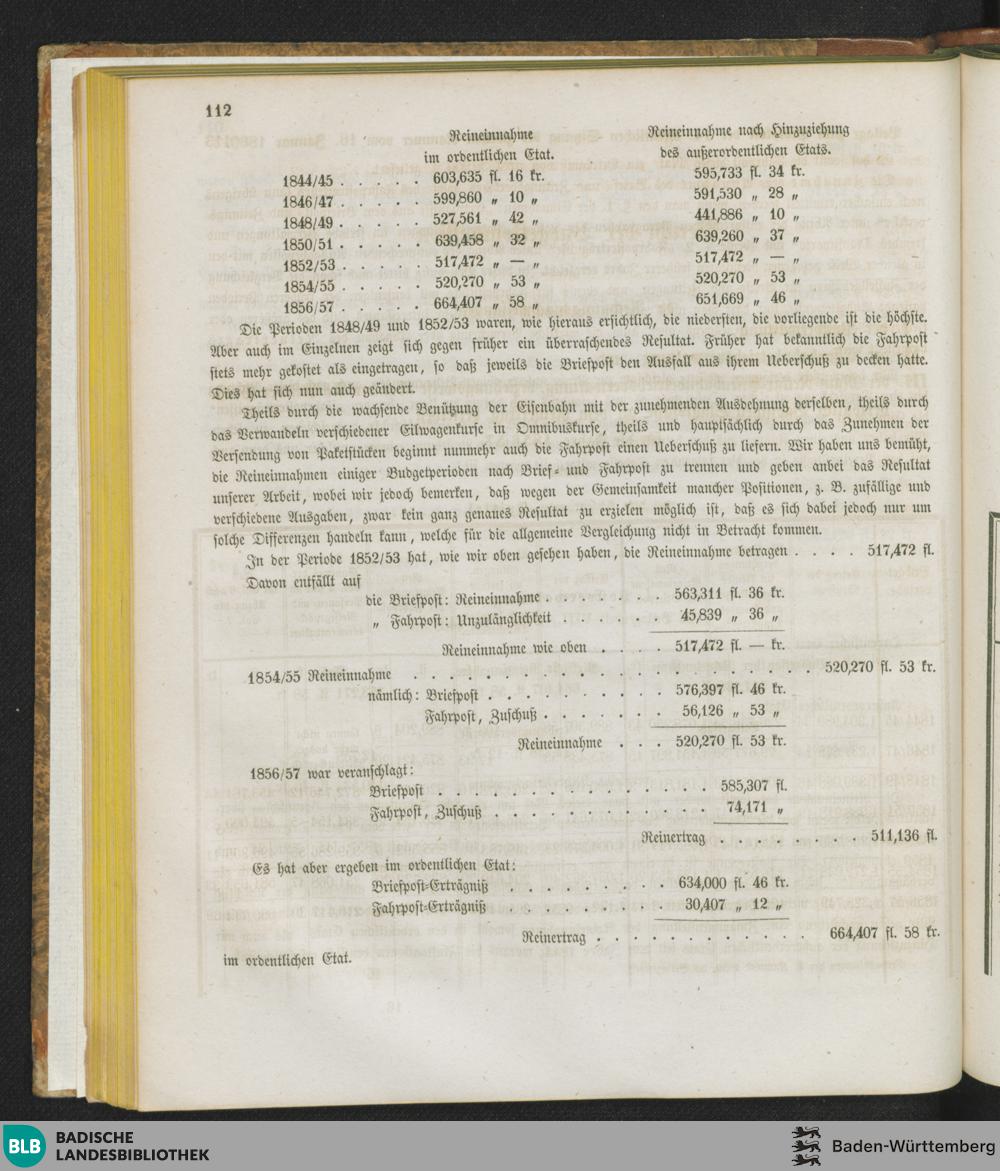 112
Reineinnahme Reineinnahme nach Hinzuziehung
im ordentlichen Etat. des außerordentlichen Etats.
1844/45 . . . . . 603,635 fl. 16 kr. 595,733 fl. 34 kr.
1846/47 . . . . . 599,860 „ 10 „ 591,530 „ 28 „
1848/49 . . . . . 527,561 „ 42 „ 441,886 „ 10 „
1850/51 . . . . . 639,458 „ 32 „ 639,260 „ 37 „
1852/53 . . . . . 517,472 „ — „ 517,472 „ — „
1854/55 . . . . . 520,270 „ 53 „ 520,270 „ 53 „
1856/57 . . . . . 664,407 „ 58 „ 651,669 „ 46 „
Die Perioden 1848/49 und 1852/53 waren, wie hieraus ersichtlich, die niedersten, die vorliegende ist die höchste.
Aber auch im Einzelnen zeigt sich gegen früher ein überraschendes Resultat. Früher hat bekanntlich die Fahrpost
stets mehr gekostet als eingetragen, so daß jeweils die Briefpost den Ausfall aus ihrem Ueberschuß zu decken hatte.
Dies hat sich nun auch geändert.
Theils durch die wachsende Benützung der Eisenbahn mit der zunehmenden Ausdehnung derselben, theils durch
das Verwandeln verschiedener Eilwagenkurse in Omnibuskurse, theils und hauptsächlich durch das Zunehmen der
Versendung von Paketstücken beginnt nunmehr auch die Fahrpost einen Ueberschuß zu liefern. Wir haben uns bemüht,
die Reineinnahmen einiger Budgetperioden nach Brief- und Fahrpost zu trennen und geben anbei das Resultat
unserer Arbeit, wobei wir jedoch bemerken, daß wegen der Gemeinsamkeit mancher Positionen, z. B. zufällige und
verschiedene Ausgaben, zwar kein ganz genaues Resultat zu erzielen möglich ist, daß es sich dabei jedoch nur um
solche Differenzen handeln kann, welche für die allgemeine Vergleichung nicht in Betracht kommen.
In der Periode 1852/53 hat, wie wir oben gesehen haben, die Reineinnahme betragen . . . . 517,472 fl.
Davon entfällt auf
die Briefpost: Reineinnahme . . . . . . . 563,311 fl. 36 kr.
„ Fahrpost: Unzulänglichkeit . . . . . . 45,839 „ 36 „
Reineinnahme wie oben . . . . 517,472 fl. — kr.
1854/55 Reineinnahme . . . . . . . . . . . . . . . . . . 520,270 fl. 53 kr.
nämlich: Briefpost . . . . . . . . . 576,397 fl. 46 kr.
Fahrpost, Zuschuß . . . . . . . 56,126 „ 53 „
Reineinnahme . . . 520,270 fl. 53 kr.
1856/57 war veranschlagt:
Briefpost . . . . . . . . . . . . . . 585,307 fl.
Fahrpost, Zuschuß . . . . . . . . . . . 74,171 „
Reinertrag . . . . . . . . 511,136 fl.
Es hat aber ergeben im ordentlichen Etat:
Briefpost-Erträgniß . . . . . . . . . 634,000 fl. 46 kr.
Fahrpost-Erträgniß . . . . . . . . . 30,407 „ 12 „
Reinertrag . . . . . . . . . . . . 664,407 fl. 58 kr.
im ordentlichen Etat.
BLB BADISCHE
LANDESBIBLIOTHEK
Baden-Württemberg